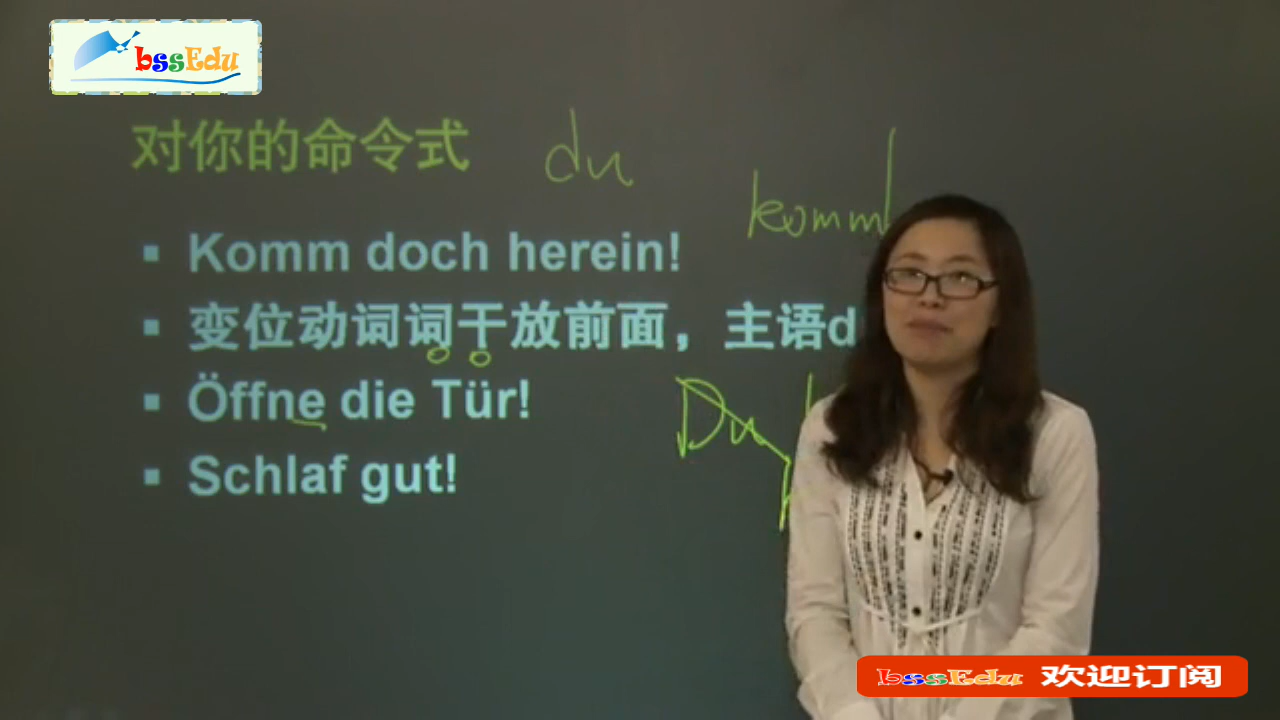 bssEdu
对你的命令式 du
komm
Komm doch herein!
变位动词词干放前面，主语d
Öffne die Tür!
Du
Schlaf gut!
bssEdu 欢迎订阅